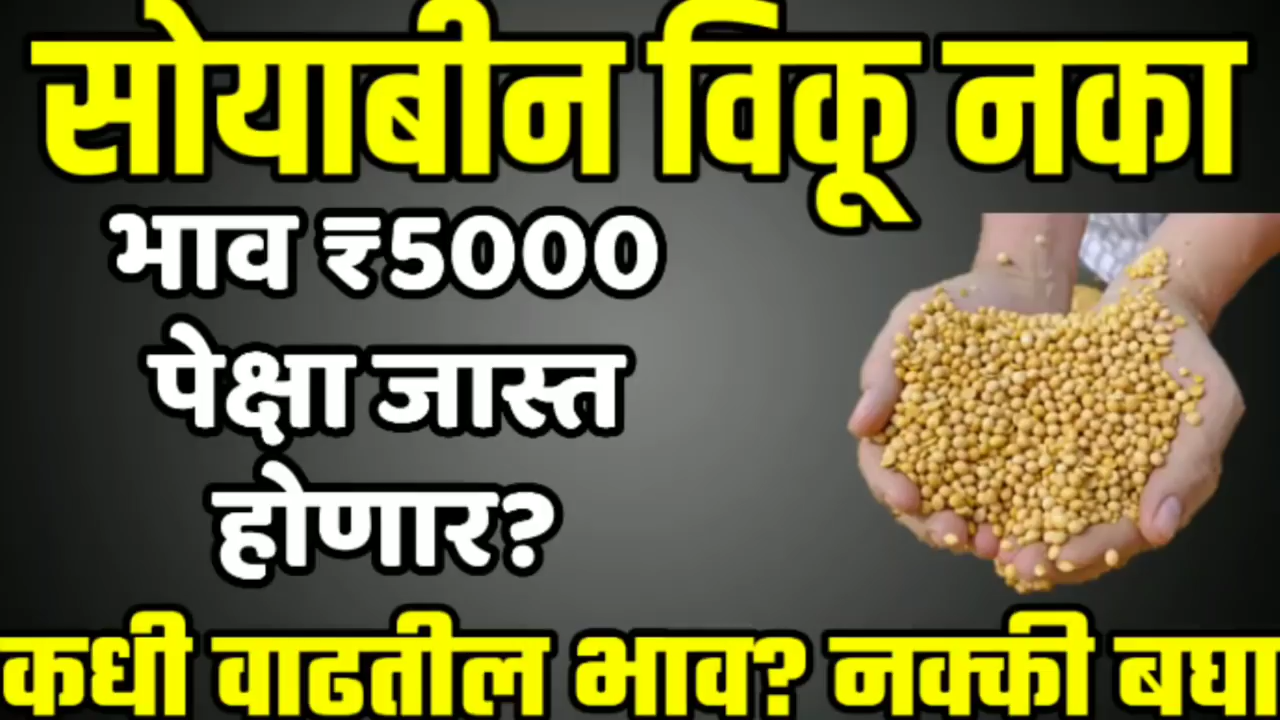 सोयाबीन विकू नका
भाव ₹5000
पेक्षा जास्त
होणार?
कधी वाढतील भाव? नक्की बघा